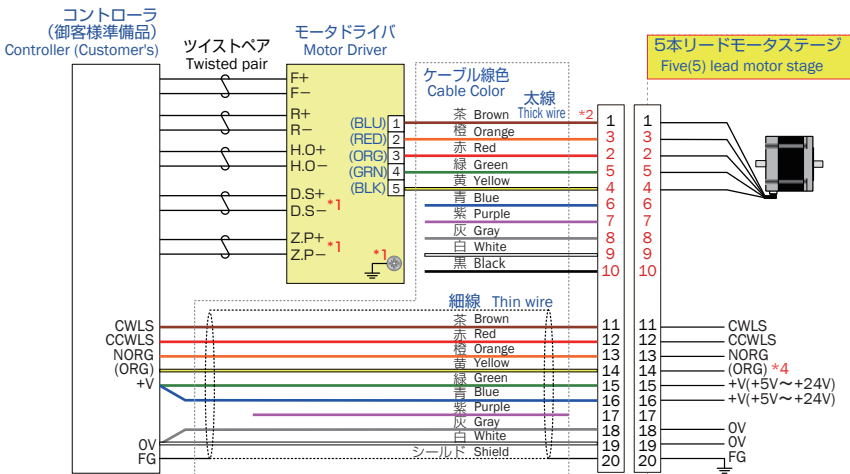 コントローラ
（御客様準備品）
Controller (Customer's)
ツイストペア
Twisted pair
モータドライバ
Motor Driver
ケーブル線色
Cable Color
太線
Thick wire
5本リードモータステージ
Five(5) lead motor stage
F+
F−
R+
R−
H.O+
H.O−
D.S+
D.S− *1
Z.P+
Z.P− *1
*1
(BLU) 1
(RED) 2
(ORG) 3
(GRN) 4
(BLK) 5
茶 Brown *2 1 1
橙 Orange 3 3
赤 Red 2 2
緑 Green 5 5
黄 Yellow 4 4
青 Blue 6 6
紫 Purple 7 7
灰 Gray 8 8
白 White 9 9
黒 Black 10 10
細線 Thin wire
CWLS 茶 Brown 11 11 CWLS
CCWLS 赤 Red 12 12 CCWLS
NORG 橙 Orange 13 13 NORG
(ORG) 黄 Yellow 14 14 (ORG) *4
+V 緑 Green 15 15 +V(+5V〜+24V)
青 Blue 16 16 +V(+5V〜+24V)
紫 Purple 17 17
灰 Gray 18 18 0V
0V 白 White 19 19 0V
FG シールド Shield 20 20 FG